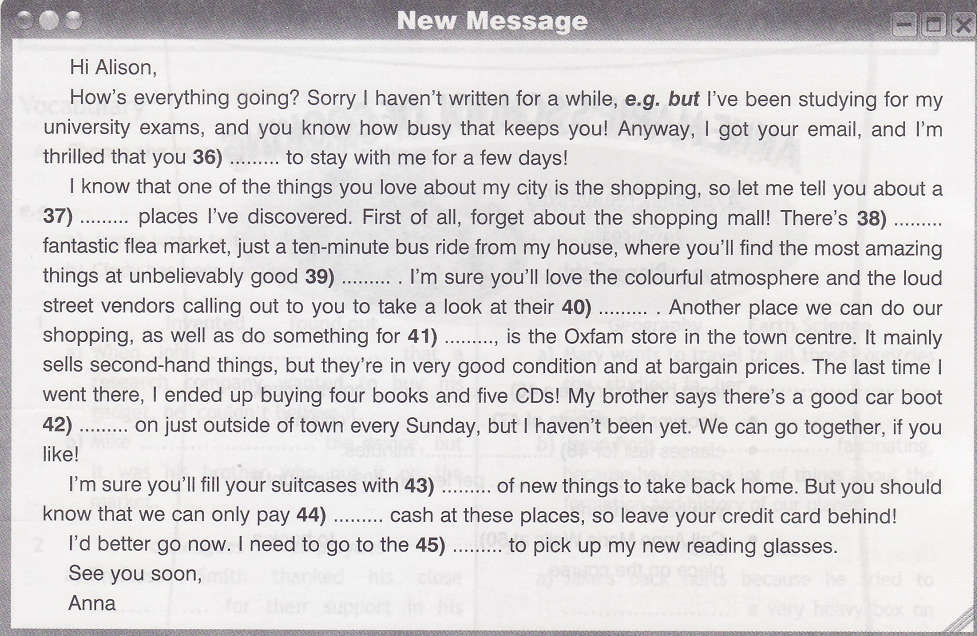 New Message
Hi Alison,
How's everything going? Sorry I haven't written for a while, e.g. but I've been studying for my
university exams, and you know how busy that keeps you! Anyway, I got your email, and I'm
thrilled that you 36) ......... to stay with me for a few days!
I know that one of the things you love about my city is the shopping, so let me tell you about a
37) ......... places I've discovered. First of all, forget about the shopping mall! There's 38) .........
fantastic flea market, just a ten-minute bus ride from my house, where you'll find the most amazing
things at unbelievably good 39) ......... . I'm sure you'll love the colourful atmosphere and the loud
street vendors calling out to you to take a look at their 40) ......... . Another place we can do our
shopping, as well as do something for 41) ........., is the Oxfam store in the town centre. It mainly
sells second-hand things, but they're in very good condition and at bargain prices. The last time I
went there, I ended up buying four books and five CDs! My brother says there's a good car boot
42) ......... on just outside of town every Sunday, but I haven't been yet. We can go together, if you
like!
I'm sure you'll fill your suitcases with 43) ......... of new things to take back home. But you should
know that we can only pay 44) ......... cash at these places, so leave your credit card behind!
I'd better go now. I need to go to the 45) ......... to pick up my new reading glasses.
See you soon,
Anna